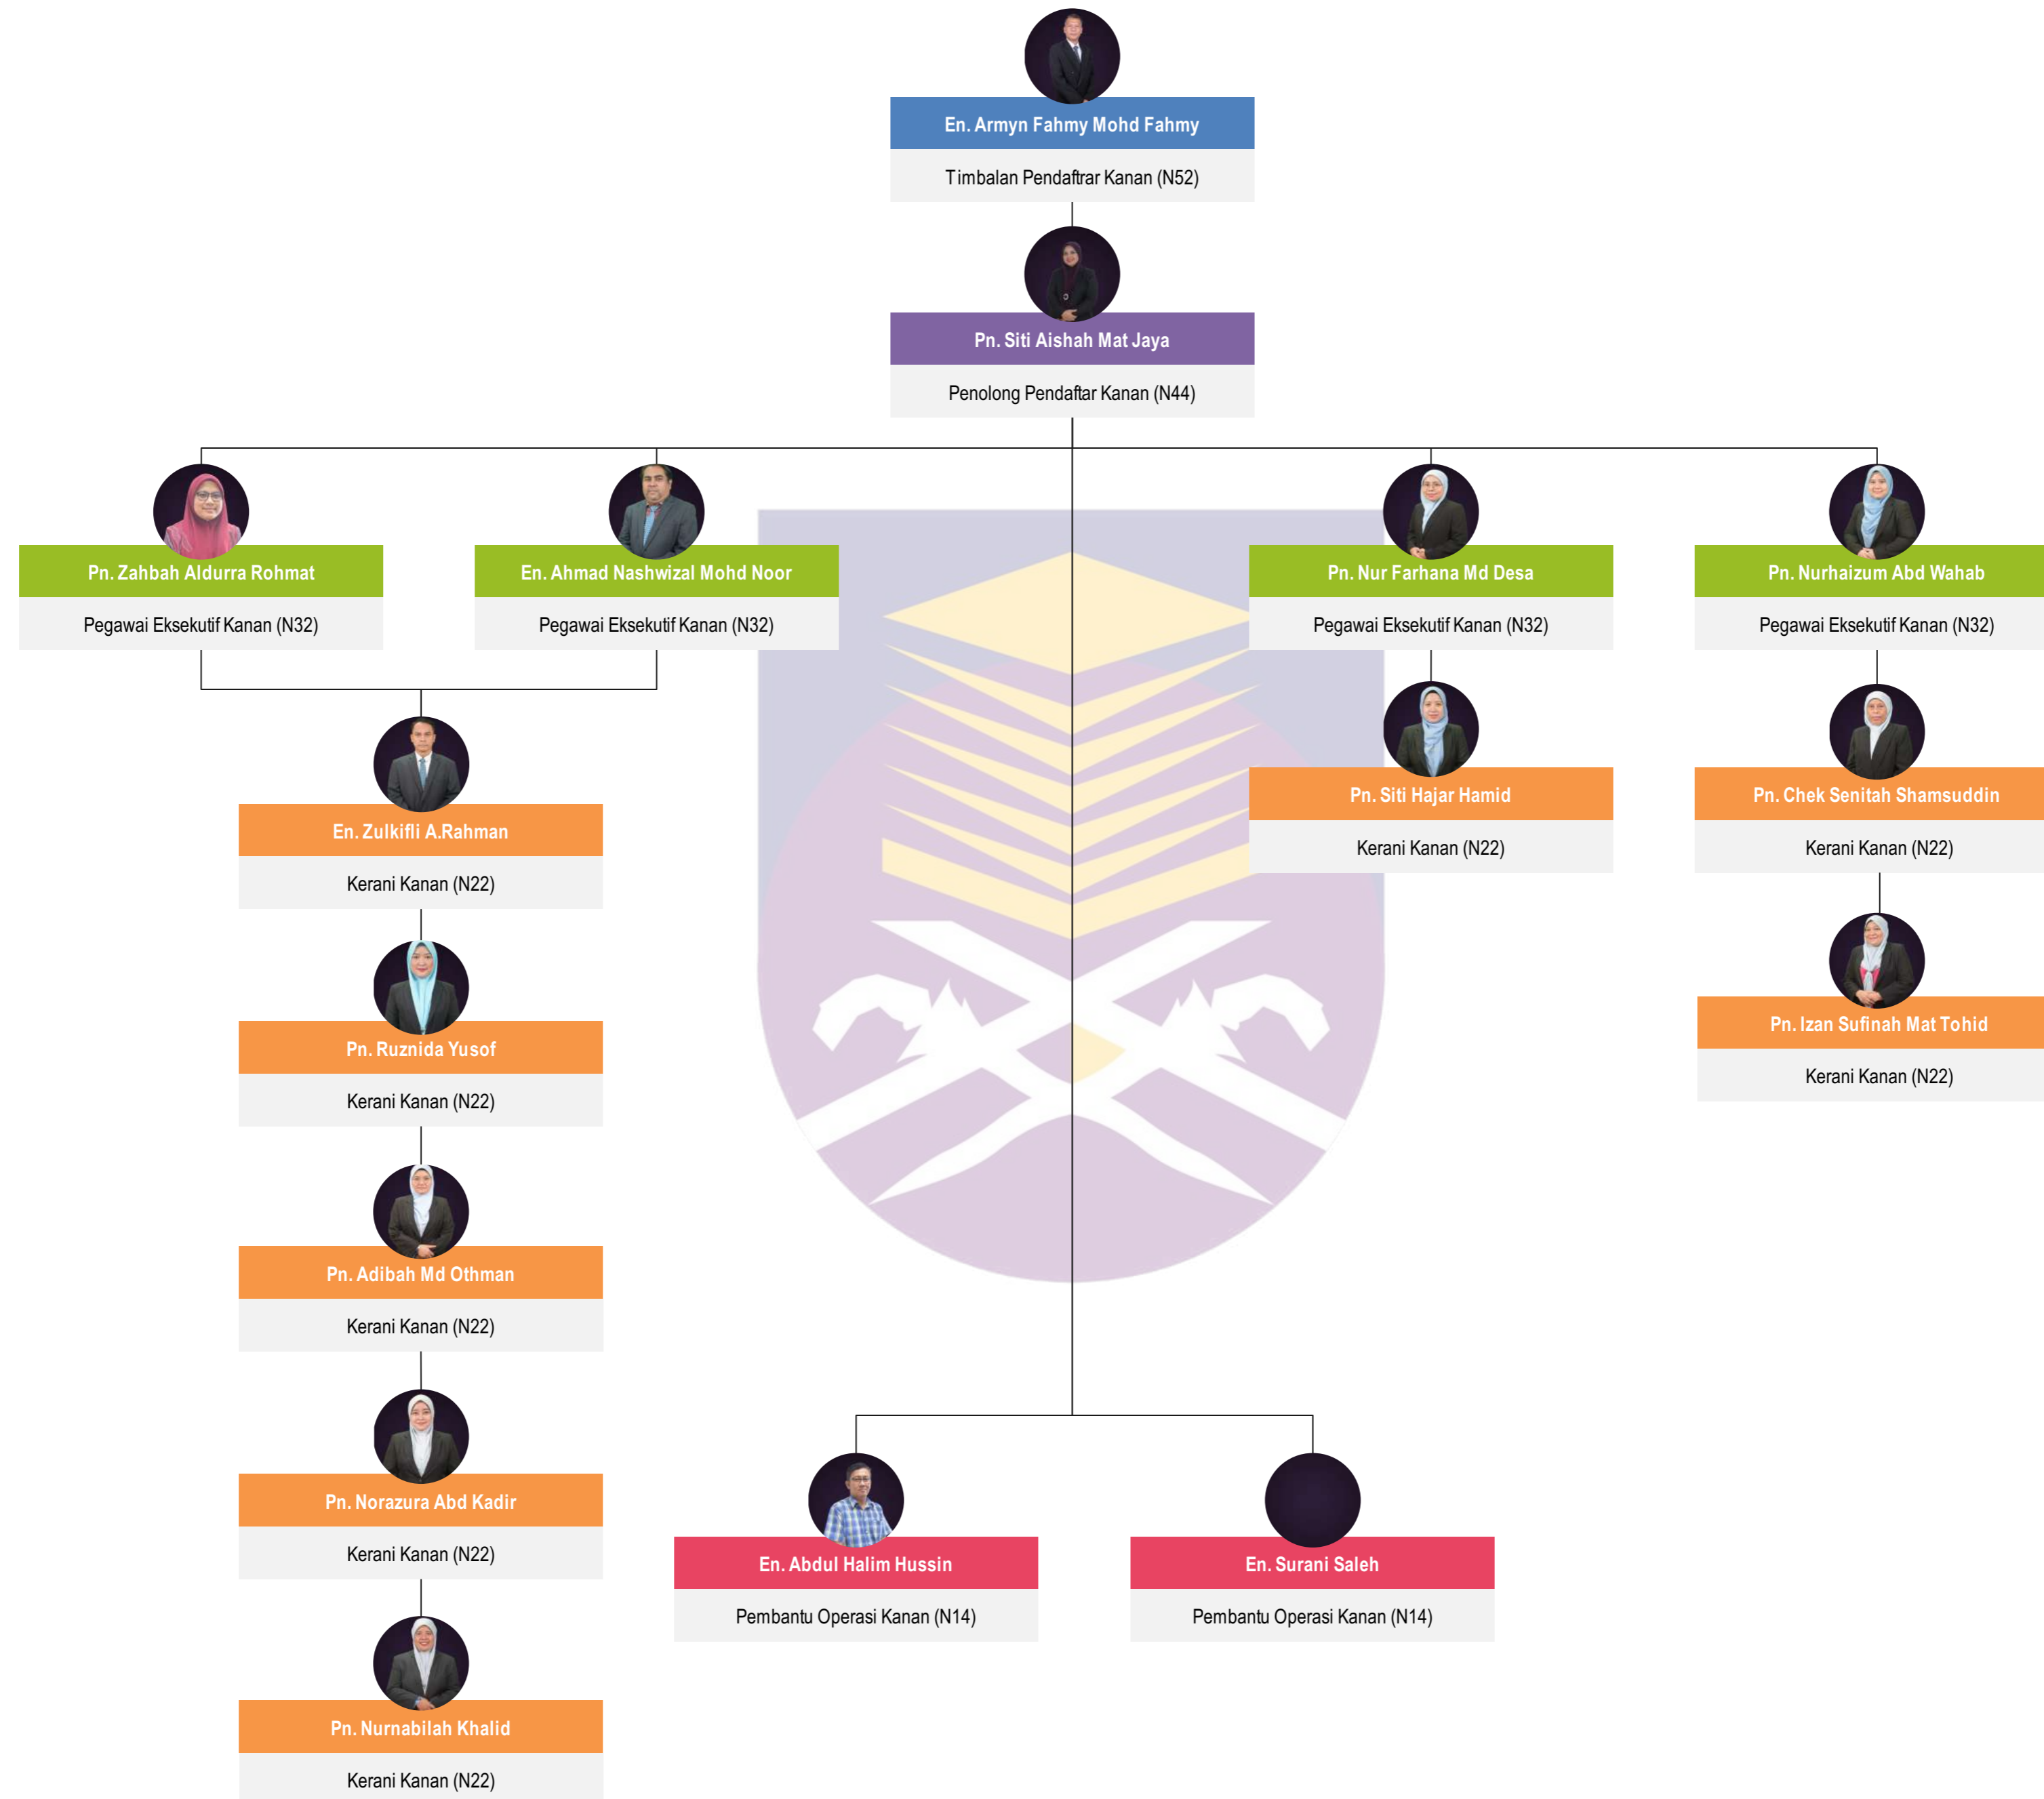 En. Armyn Fahmy Mohd Fahmy
Timbalan Pendaftrar Kanan (N52)
Pn. Siti Aishah Mat Jaya
Penolong Pendaftar Kanan (N44)
Pn. Zahbah Aldurra Rohmat
Pegawai Eksekutif Kanan (N32)
En. Ahmad Nashwizal Mohd Noor
Pegawai Eksekutif Kanan (N32)
Pn. Nur Farhana Md Desa
Pegawai Eksekutif Kanan (N32)
Pn. Nurhaizum Abd Wahab
Pegawai Eksekutif Kanan (N32)
En. Zulkifli A.Rahman
Kerani Kanan (N22)
Pn. Siti Hajar Hamid
Kerani Kanan (N22)
Pn. Chek Senitah Shamsuddin
Kerani Kanan (N22)
Pn. Ruznida Yusof
Kerani Kanan (N22)
Pn. Izan Sufinah Mat Tohid
Kerani Kanan (N22)
Pn. Adibah Md Othman
Kerani Kanan (N22)
Pn. Norazura Abd Kadir
Kerani Kanan (N22)
En. Abdul Halim Hussin
Pembantu Operasi Kanan (N14)
En. Surani Saleh
Pembantu Operasi Kanan (N14)
Pn. Nurnabilah Khalid
Kerani Kanan (N22)